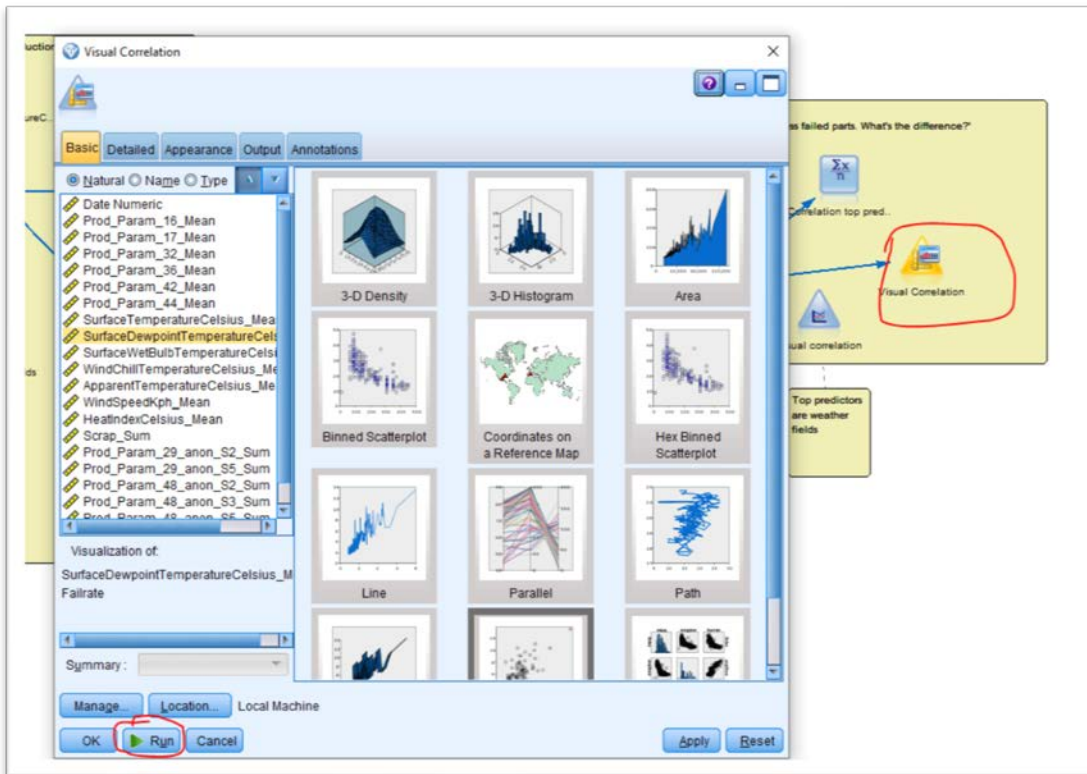 uction
Visual Correlation
ureC...
ss failed parts. What's the difference?'
Basic Detailed Appearance Output Annotations
Natural Name Type
Date Numeric
Prod_Param_16_Mean
Prod_Param_17_Mean
Prod_Param_32_Mean
Prod_Param_36_Mean
Prod_Param_42_Mean
Prod_Param_44_Mean
SurfaceTemperatureCelsius_Mea
SurfaceDewpointTemperatureCels
SurfaceWetBulbTemperatureCelsi
WindChillTemperatureCelsius_Me
ApparentTemperatureCelsius_Me
WindSpeedKph_Mean
HeatIndexCelsius_Mean
Scrap_Sum
Prod_Param_29_anon_S2_Sum
Prod_Param_29_anon_S5_Sum
Prod_Param_48_anon_S2_Sum
Prod_Param_48_anon_S3_Sum
Prod_Param_48_anon_S5_Sum
Visualization of:
SurfaceDewpointTemperatureCelsius_M
Failrate
Summary:
3-D Density 3-D Histogram Area
Binned Scatterplot
Coordinates on
a Reference Map
Hex Binned
Scatterplot
Line Parallel Path
Manage... Location... Local Machine
OK Run Cancel Apply Reset
Σx
n
Correlation top pred..
Visual Correlation
ual correlation
Top predictors
are weather
fields
ds